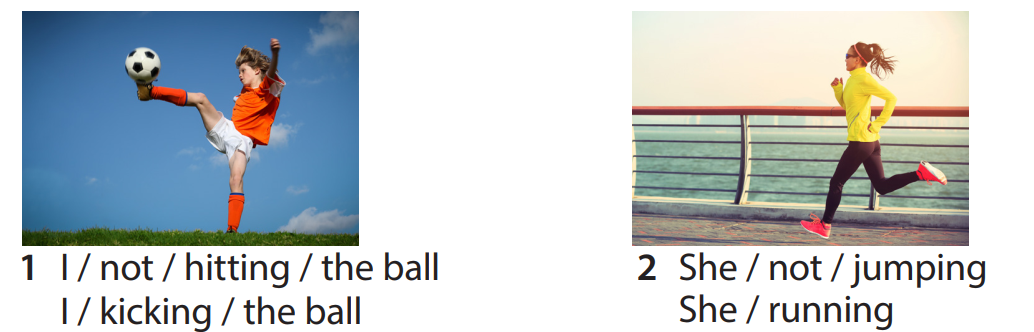 1 I / not / hitting / the ball
I / kicking / the ball
2 She / not / jumping
She / running